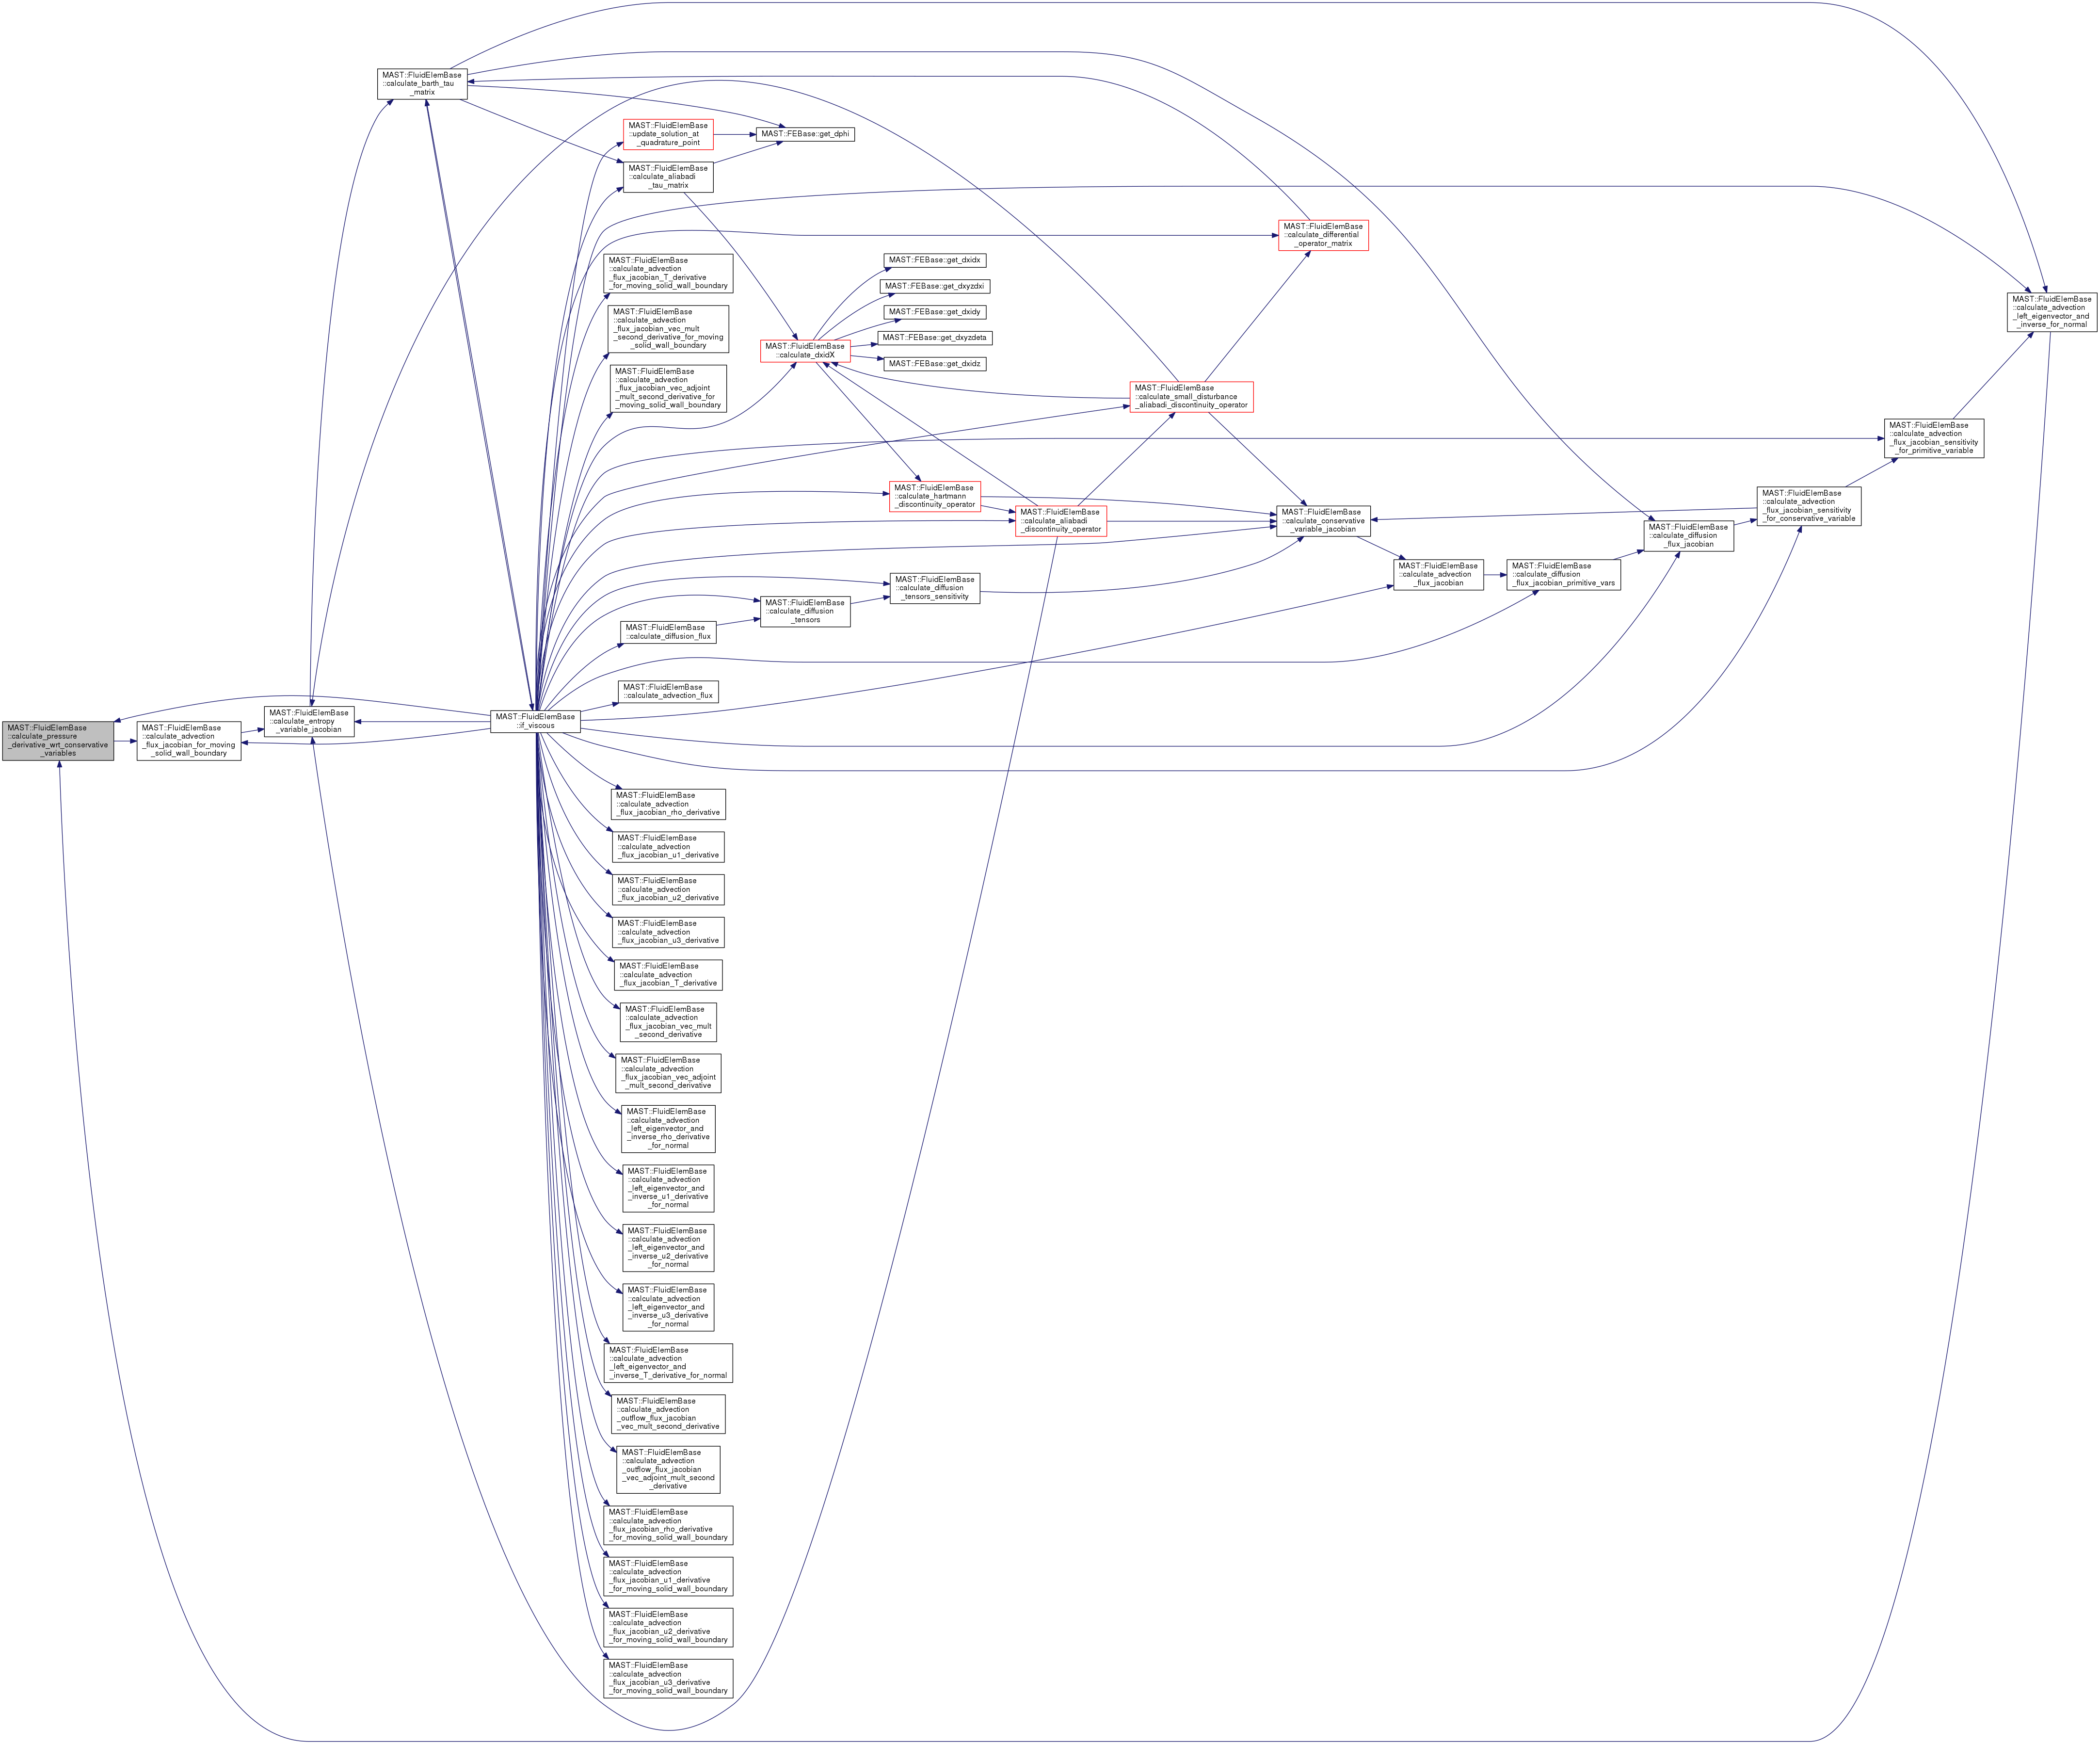 MAST::FluidElemBase
::calculate_barth_tau
_matrix
MAST::FluidElemBase
::update_solution_at
_quadrature_point
MAST::FEBase::get_dphi
MAST::FluidElemBase
::calculate_aliabadi
_tau_matrix
MAST::FluidElemBase
::calculate_differential
_operator_matrix
MAST::FluidElemBase
::calculate_advection
_flux_jacobian_T_derivative
_for_moving_solid_wall_boundary
MAST::FEBase::get_dxidx
MAST::FEBase::get_dxyzdxi
MAST::FEBase::get_dxidy
MAST::FEBase::get_dxyzdeta
MAST::FEBase::get_dxidz
MAST::FluidElemBase
::calculate_advection
_left_eigenvector_and
_inverse_for_normal
MAST::FluidElemBase
::calculate_advection
_flux_jacobian_vec_mult
_second_derivative_for_moving
_solid_wall_boundary
MAST::FluidElemBase
::calculate_dxidX
MAST::FluidElemBase
::calculate_advection
_flux_jacobian_vec_adjoint
_mult_second_derivative_for
_moving_solid_wall_boundary
MAST::FluidElemBase
::calculate_small_disturbance
_aliabadi_discontinuity_operator
MAST::FluidElemBase
::calculate_advection
_flux_jacobian_sensitivity
_for_primitive_variable
MAST::FluidElemBase
::calculate_hartmann
_discontinuity_operator
MAST::FluidElemBase
::calculate_aliabadi
_discontinuity_operator
MAST::FluidElemBase
::calculate_conservative
_variable_jacobian
MAST::FluidElemBase
::calculate_advection
_flux_jacobian_sensitivity
_for_conservative_variable
MAST::FluidElemBase
::calculate_diffusion
_flux_jacobian
MAST::FluidElemBase
::calculate_advection
_flux_jacobian
MAST::FluidElemBase
::calculate_diffusion
_flux_jacobian_primitive_vars
MAST::FluidElemBase
::calculate_diffusion
_tensors_sensitivity
MAST::FluidElemBase
::calculate_diffusion
_tensors
MAST::FluidElemBase
::calculate_diffusion_flux
MAST::FluidElemBase
::calculate_advection_flux
MAST::FluidElemBase
::calculate_pressure
_derivative_wrt_conservative
_variables
MAST::FluidElemBase
::calculate_advection
_flux_jacobian_for_moving
_solid_wall_boundary
MAST::FluidElemBase
::calculate_entropy
_variable_jacobian
MAST::FluidElemBase
::if_viscous
MAST::FluidElemBase
::calculate_advection
_flux_jacobian_rho_derivative
MAST::FluidElemBase
::calculate_advection
_flux_jacobian_u1_derivative
MAST::FluidElemBase
::calculate_advection
_flux_jacobian_u2_derivative
MAST::FluidElemBase
::calculate_advection
_flux_jacobian_u3_derivative
MAST::FluidElemBase
::calculate_advection
_flux_jacobian_T_derivative
MAST::FluidElemBase
::calculate_advection
_flux_jacobian_vec_mult
_second_derivative
MAST::FluidElemBase
::calculate_advection
_flux_jacobian_vec_adjoint
_mult_second_derivative
MAST::FluidElemBase
::calculate_advection
_left_eigenvector_and
_inverse_rho_derivative
_for_normal
MAST::FluidElemBase
::calculate_advection
_left_eigenvector_and
_inverse_u1_derivative
_for_normal
MAST::FluidElemBase
::calculate_advection
_left_eigenvector_and
_inverse_u2_derivative
_for_normal
MAST::FluidElemBase
::calculate_advection
_left_eigenvector_and
_inverse_u3_derivative
_for_normal
MAST::FluidElemBase
::calculate_advection
_left_eigenvector_and
_inverse_T_derivative_for_normal
MAST::FluidElemBase
::calculate_advection
_outflow_flux_jacobian
_vec_mult_second_derivative
MAST::FluidElemBase
::calculate_advection
_outflow_flux_jacobian
_vec_adjoint_mult_second
_derivative
MAST::FluidElemBase
::calculate_advection
_flux_jacobian_rho_derivative
_for_moving_solid_wall_boundary
MAST::FluidElemBase
::calculate_advection
_flux_jacobian_u1_derivative
_for_moving_solid_wall_boundary
MAST::FluidElemBase
::calculate_advection
_flux_jacobian_u2_derivative
_for_moving_solid_wall_boundary
MAST::FluidElemBase
::calculate_advection
_flux_jacobian_u3_derivative
_for_moving_solid_wall_boundary